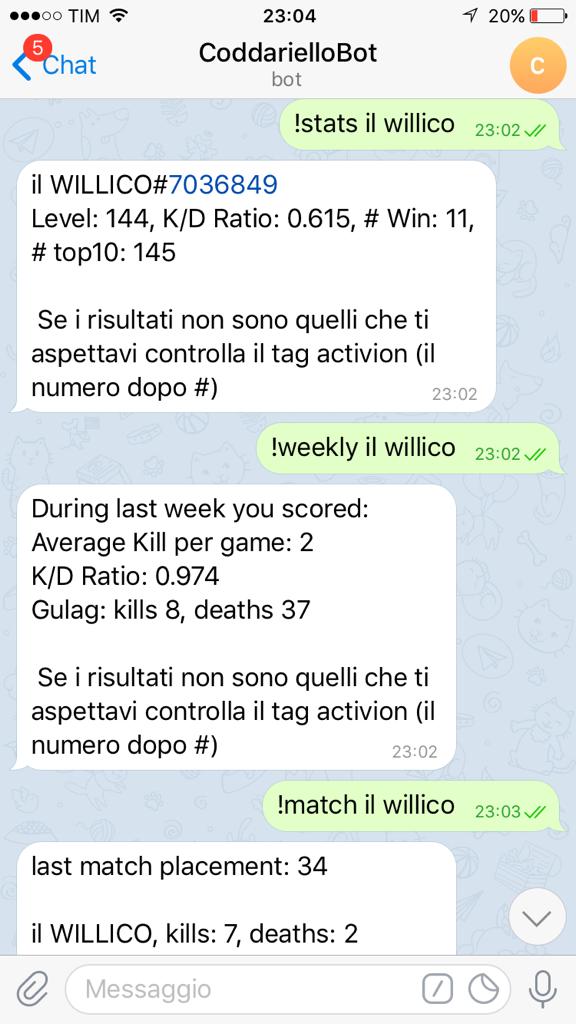 TIM 23:04 20%
5
Chat
CoddarielloBot
bot
C
!stats il willico 23:02
il WILLICO#7036849
Level: 144, K/D Ratio: 0.615, # Win: 11,
# top10: 145
Se i risultati non sono quelli che ti
aspettavi controlla il tag activion (il
numero dopo #) 23:02
!weekly il willico 23:02
During last week you scored:
Average Kill per game: 2
K/D Ratio: 0.974
Gulag: kills 8, deaths 37
Se i risultati non sono quelli che ti
aspettavi controlla il tag activion (il
numero dopo #) 23:02
!match il willico 23:03
last match placement: 34
il WILLICO, kills: 7, deaths: 2
Messaggio